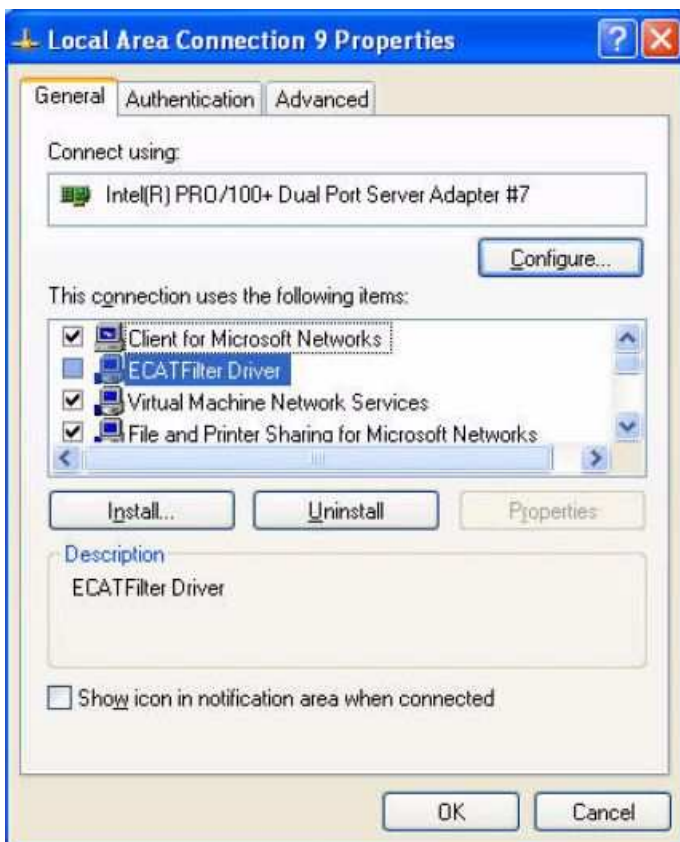 Local Area Connection 9 Properties
General Authentication Advanced
Connect using:
Intel(R) PRO/100+ Dual Port Server Adapter #7
Configure...
This connection uses the following items:
Client for Microsoft Networks
ECATFilter Driver
Virtual Machine Network Services
File and Printer Sharing for Microsoft Networks
Install... Uninstall Properties
Description
ECATFilter Driver
Show icon in notification area when connected
OK Cancel